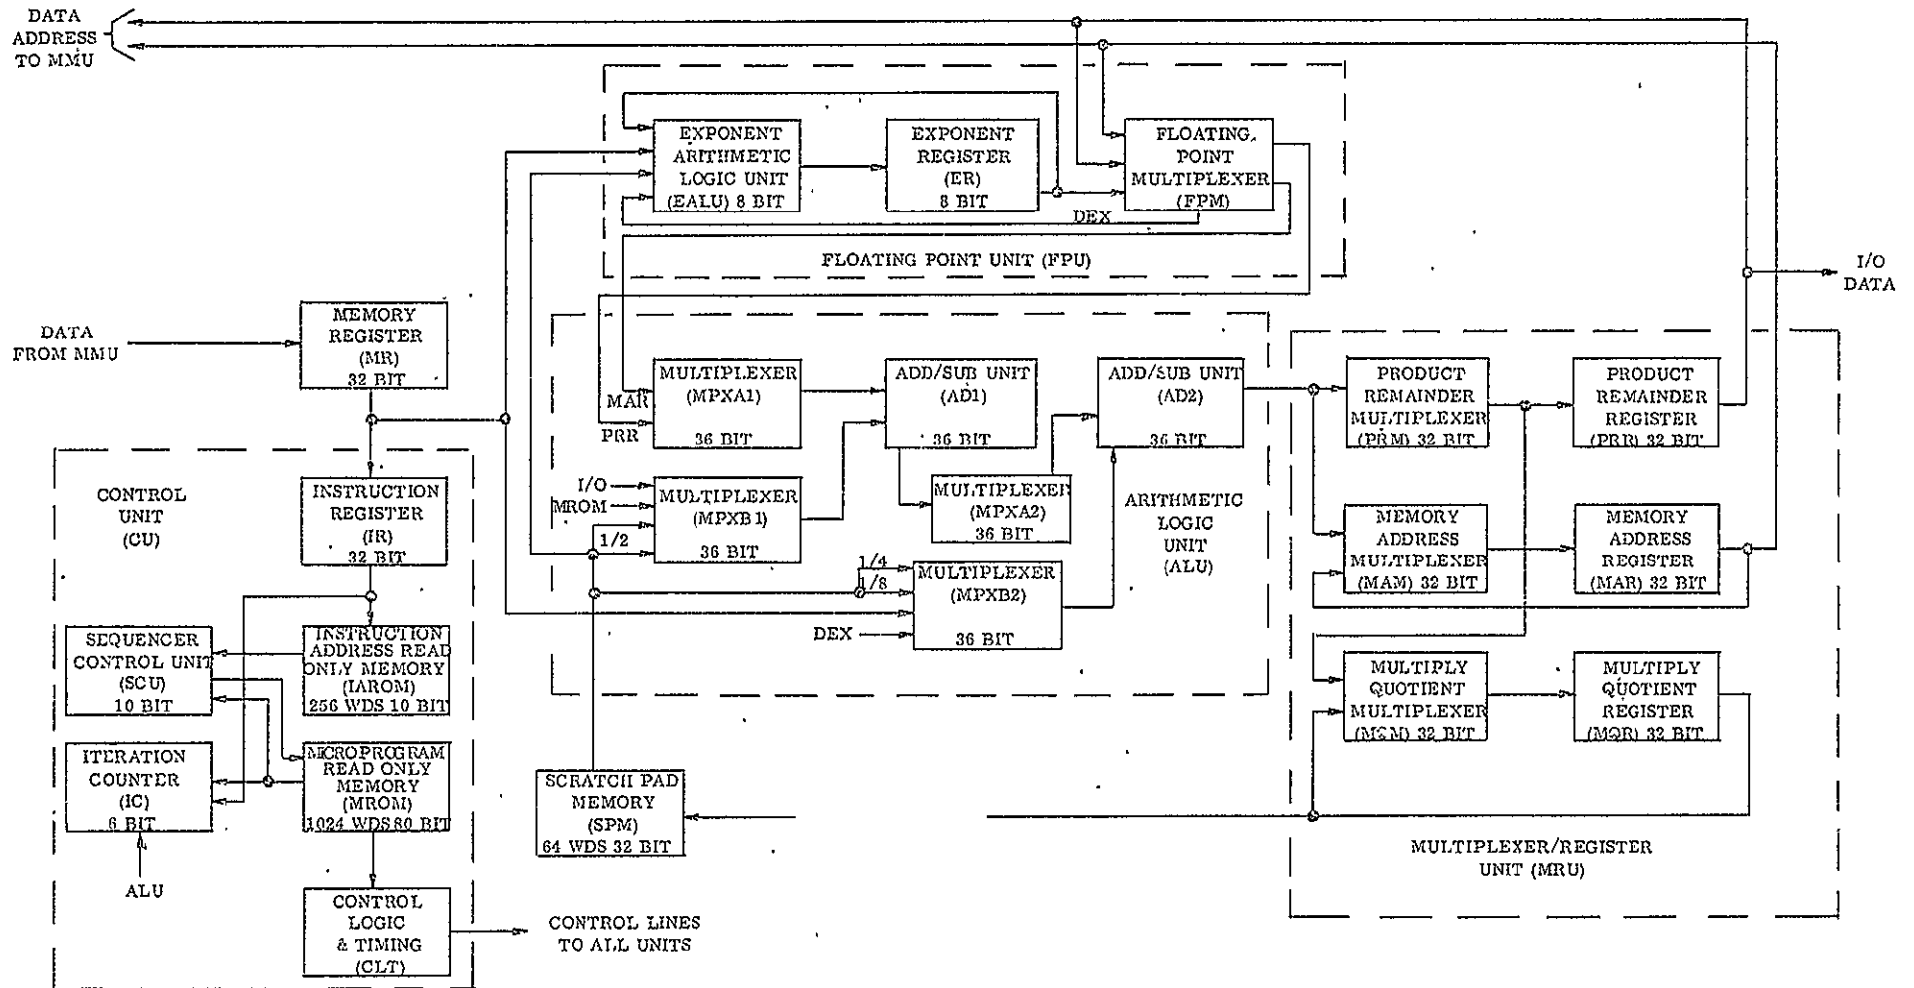 DATA
ADDRESS
TO MMU
EXPONENT
ARITHMETIC
LOGIC UNIT
(EALU) 8 BIT
EXPONENT
REGISTER
(ER)
8 BIT
FLOATING
POINT
MULTIPLEXER
(FPM)
DEX
FLOATING POINT UNIT (FPU)
I/O
DATA
DATA
FROM MMU
MEMORY
REGISTER
(MR)
32 BIT
MAR
PRR
MULTIPLEXER
(MPXA1)
36 BIT
ADD/SUB UNIT
(AD1)
36 BIT
ADD/SUB UNIT
(AD2)
36 BIT
PRODUCT
REMAINDER
MULTIPLEXER
(PRM) 32 BIT
PRODUCT
REMAINDER
REGISTER
(PRR) 32 BIT
CONTROL
UNIT
(CU)
INSTRUCTION
REGISTER
(IR)
32 BIT
I/O
MROM
1/2
MULTIPLEXER
(MPXB1)
36 BIT
MULTIPLEXER
(MPXA2)
36 BIT
ARITHMETIC
LOGIC
UNIT
(ALU)
MEMORY
ADDRESS
MULTIPLEXER
(MAM) 32 BIT
MEMORY
ADDRESS
REGISTER
(MAR) 32 BIT
1/4
1/8
DEX
MULTIPLEXER
(MPXB2)
36 BIT
SEQUENCER
CONTROL UNIT
(SCU)
10 BIT
INSTRUCTION
ADDRESS READ
ONLY MEMORY
(IAROM)
256 WDS 10 BIT
MULTIPLY
QUOTIENT
MULTIPLEXER
(MQM) 32 BIT
MULTIPLY
QUOTIENT
REGISTER
(MQR) 32 BIT
ITERATION
COUNTER
(IC)
6 BIT
MICROPROGRAM
READ ONLY
MEMORY
(MROM)
1024 WDS 80 BIT
SCRATCH PAD
MEMORY
(SPM)
64 WDS 32 BIT
MULTIPLEXER/REGISTER
UNIT (MRU)
ALU
CONTROL
LOGIC
& TIMING
(CLT)
CONTROL LINES
TO ALL UNITS